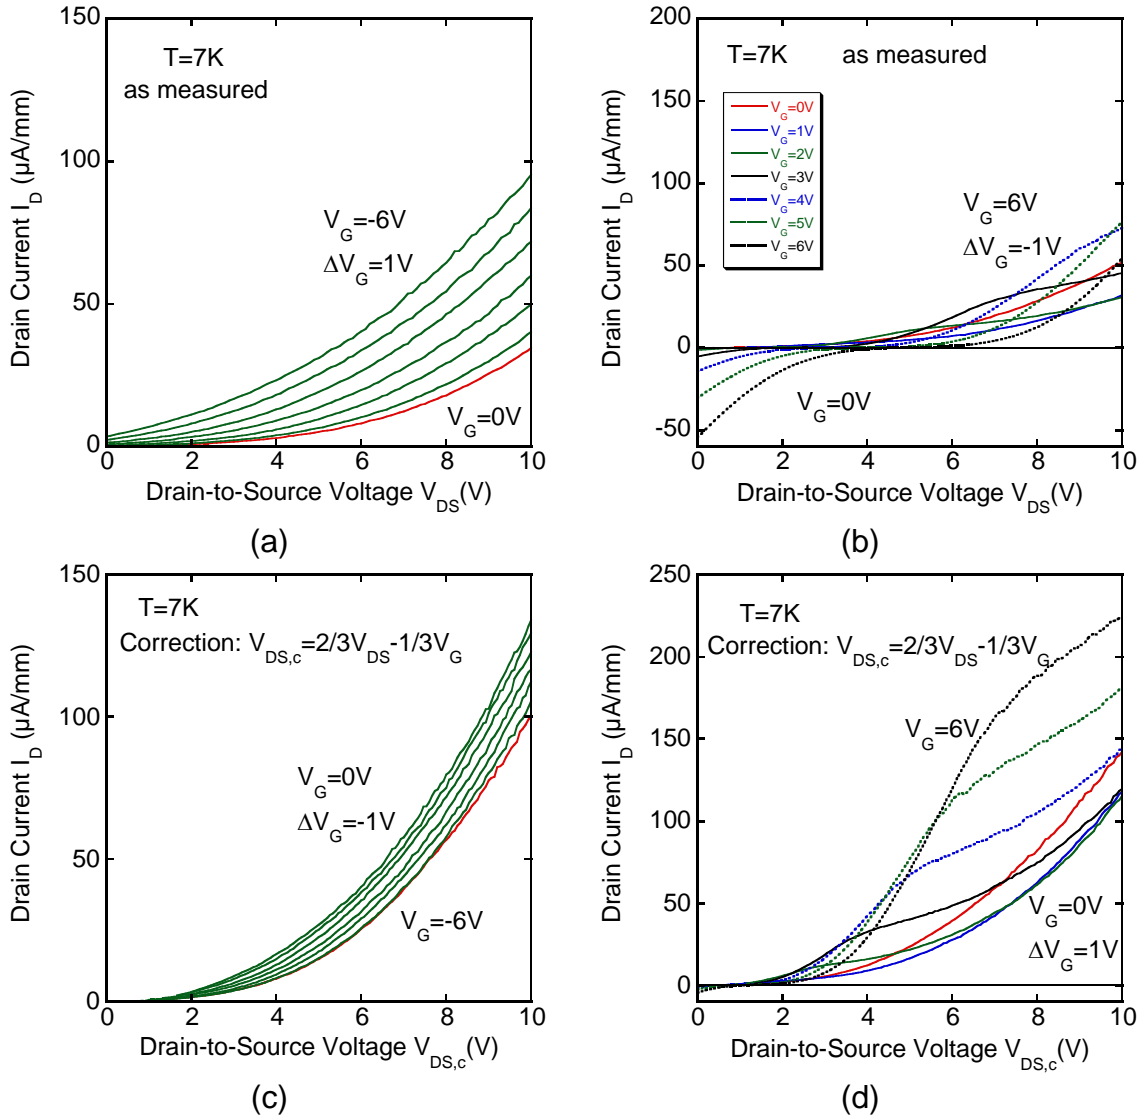 150
100
50
0
0 2 4 6 8 10
Drain Current I_D (µA/mm)
T=7K
as measured
V_G=-6V
ΔV_G=1V
V_G=0V
Drain-to-Source Voltage V_DS(V)
(a)
200
150
100
50
0
-50
0 2 4 6 8 10
Drain Current I_D (µA/mm)
T=7K as measured
V_G=0V
V_G=1V
V_G=2V
V_G=3V
V_G=4V
V_G=5V
V_G=6V
V_G=6V
ΔV_G=-1V
V_G=0V
Drain-to-Source Voltage V_DS(V)
(b)
150
100
50
0
0 2 4 6 8 10
Drain Current I_D (µA/mm)
T=7K
Correction: V_DS,c=2/3V_DS-1/3V_G
V_G=0V
ΔV_G=-1V
V_G=-6V
Drain-to-Source Voltage V_DS,c(V)
(c)
250
200
150
100
50
0
0 2 4 6 8 10
Drain Current I_D (µA/mm)
T=7K
Correction: V_DS,c=2/3V_DS-1/3V_G
V_G=6V
V_G=0V
ΔV_G=1V
Drain-to-Source Voltage V_DS,c(V)
(d)